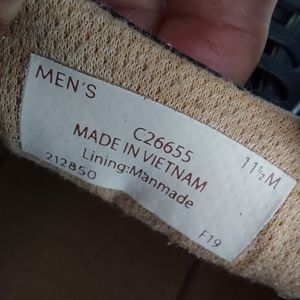 MEN'S
C26655
11½M
MADE IN VIETNAM
Lining:Manmade
212850
F19